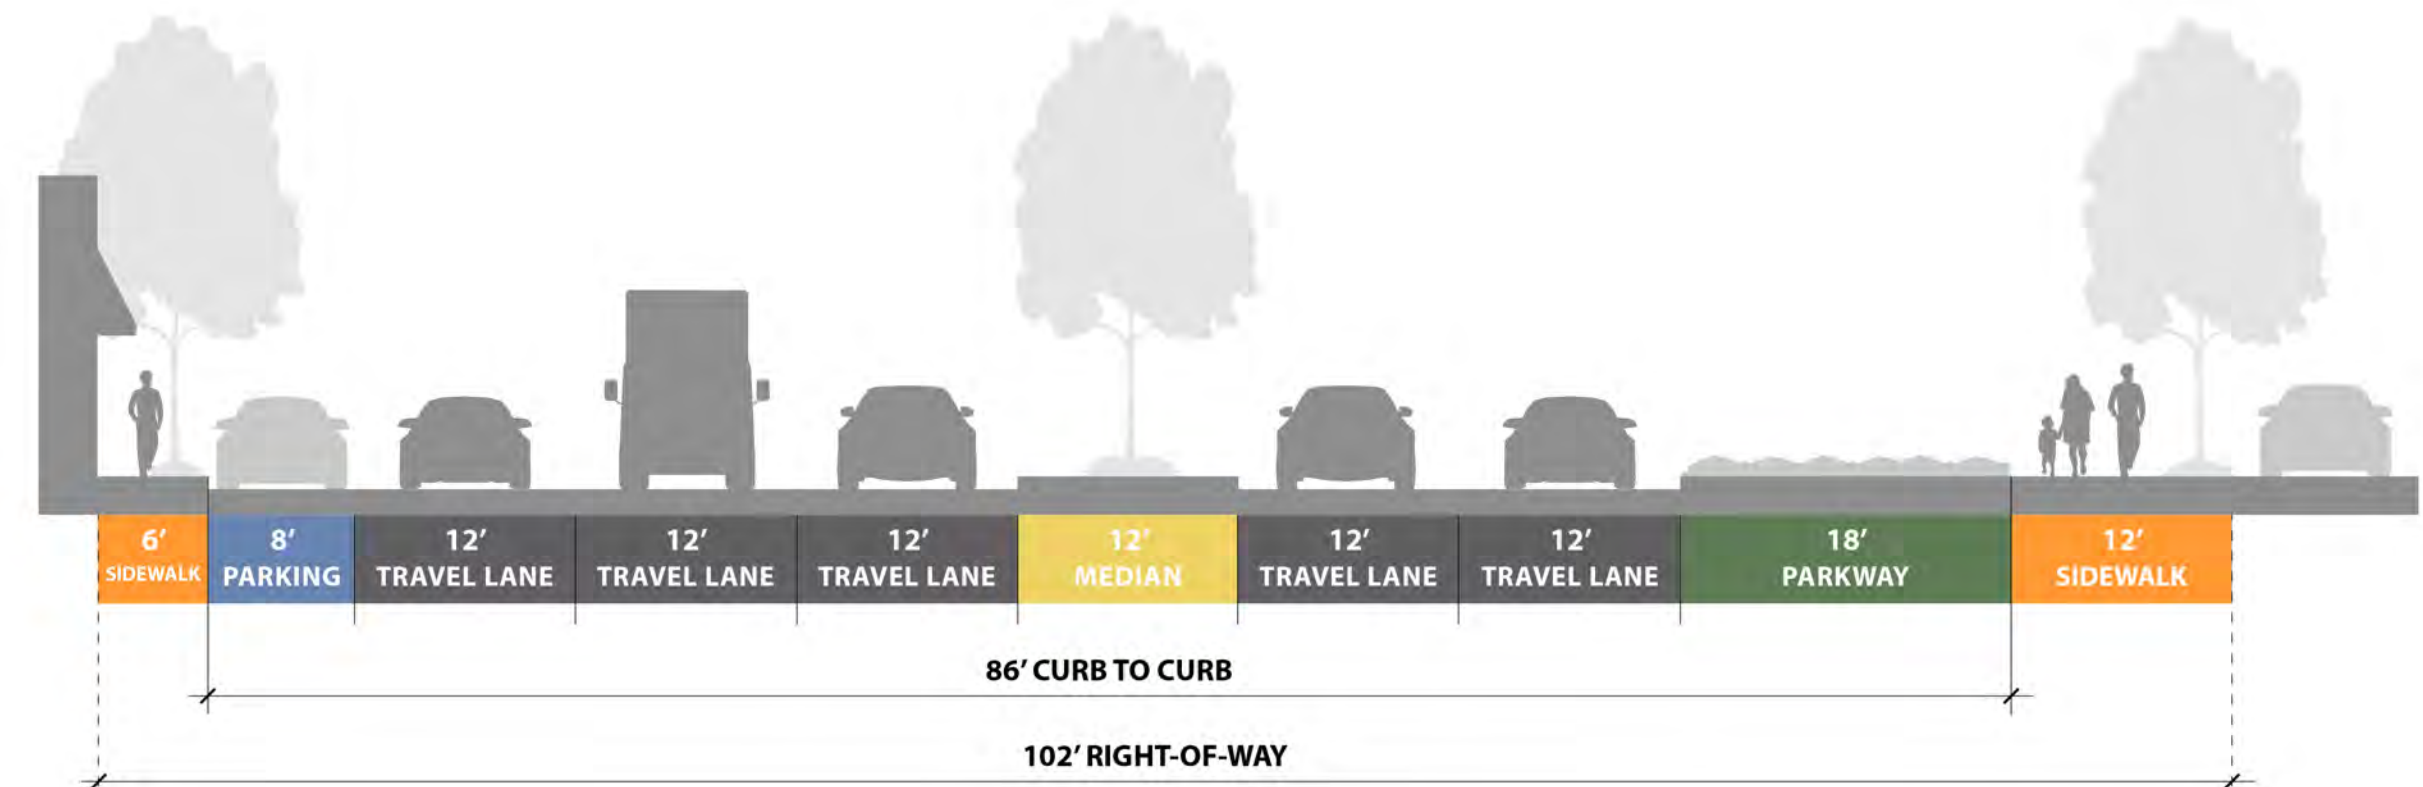 6’
SIDEWALK
8’
PARKING
12’
TRAVEL LANE
12’
TRAVEL LANE
12’
TRAVEL LANE
12’
MEDIAN
12’
TRAVEL LANE
12’
TRAVEL LANE
18’
PARKWAY
12’
SIDEWALK
86’ CURB TO CURB
102’ RIGHT-OF-WAY